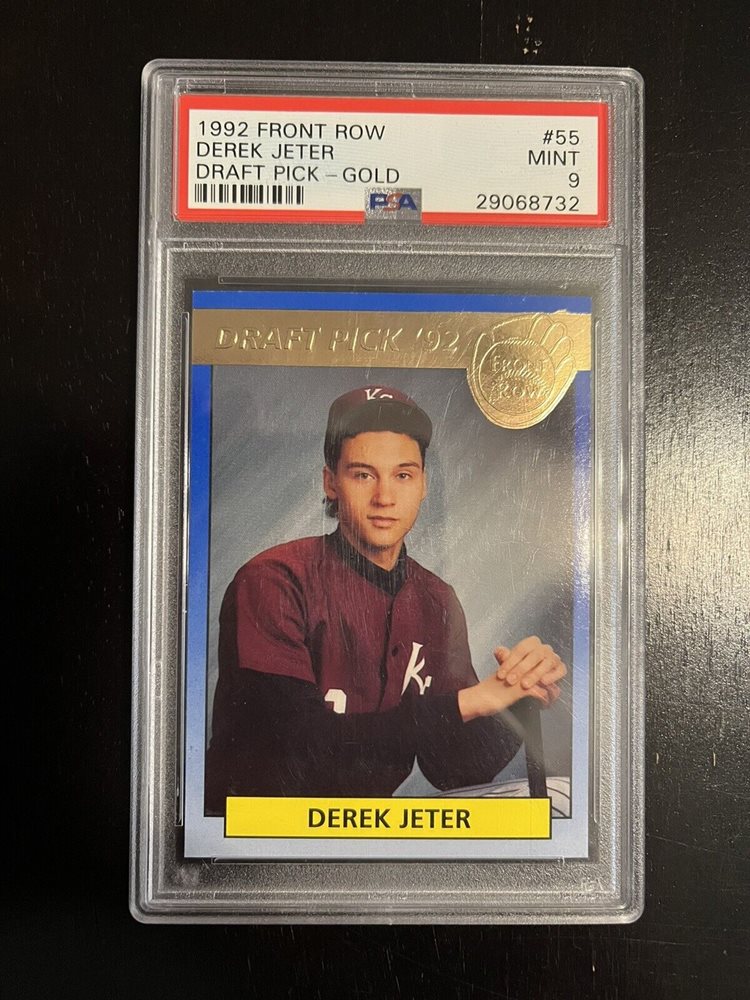 1992 FRONT ROW #55
DEREK JETER MINT
DRAFT PICK – GOLD 9
PSA 29068732
DRAFT PICK '92
FRONT
ROW
K
K
DEREK JETER